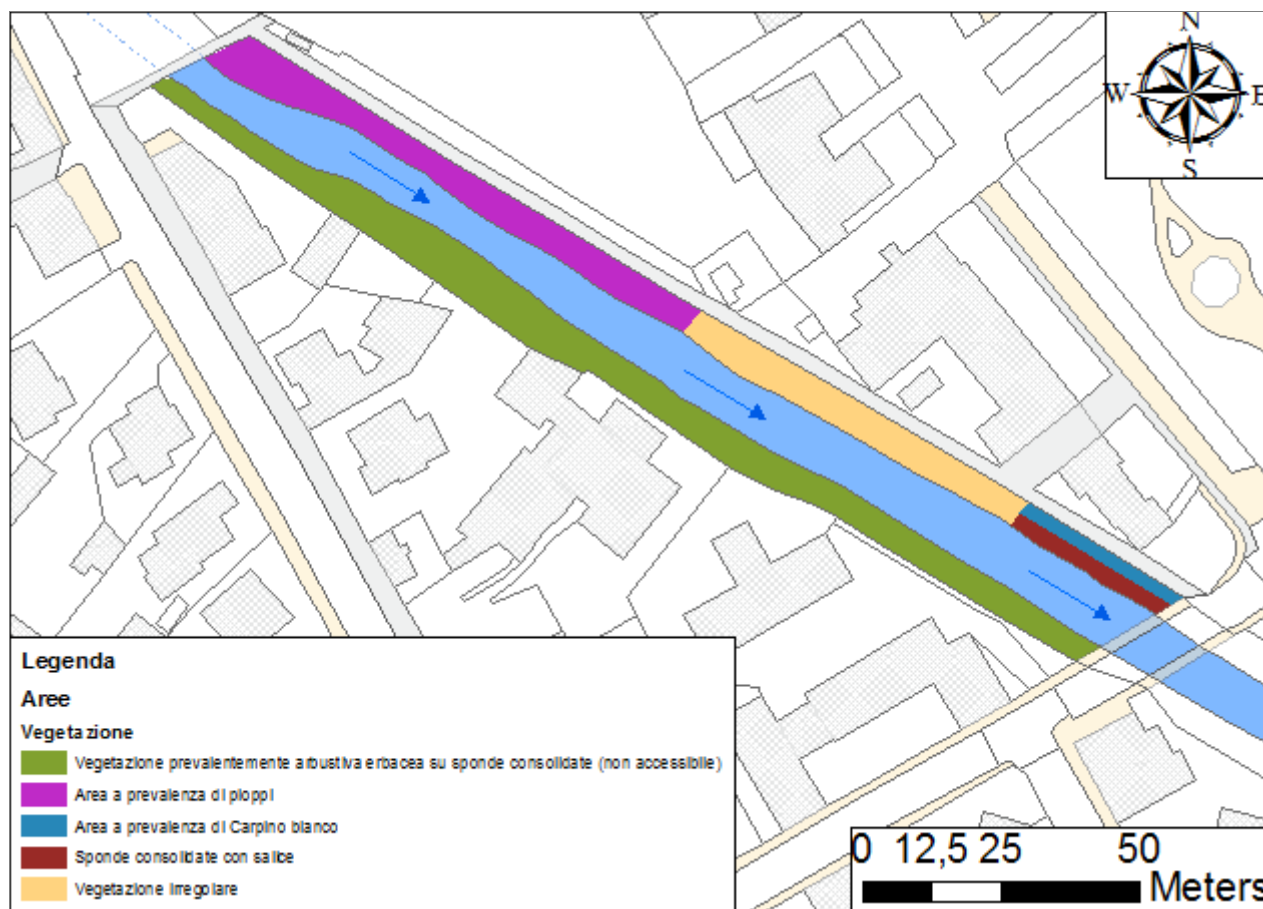 N
W E
S
Legenda
Aree
Vegetazione
Vegetazione prevalentemente arbustiva erbacea su sponde consolidate (non accessibile)
Area a prevalenza di pioppi
Area a prevalenza di Carpino bianco
Sponde consolidate con salice
Vegetazione irregolare
0 12,5 25 50
Meters